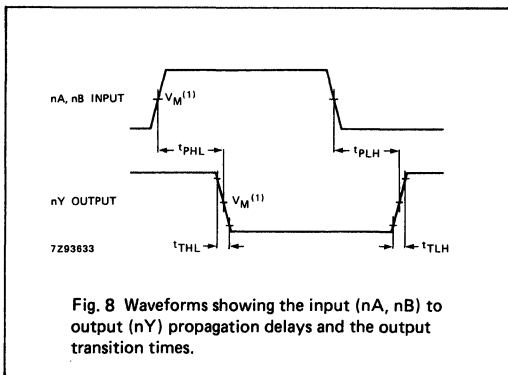 nA, nB INPUT
VM(1)
tPHL
tPLH
nY OUTPUT
VM(1)
7Z93633
tTHL
tTLH
Fig. 8 Waveforms showing the input (nA, nB) to
output (nY) propagation delays and the output
transition times.